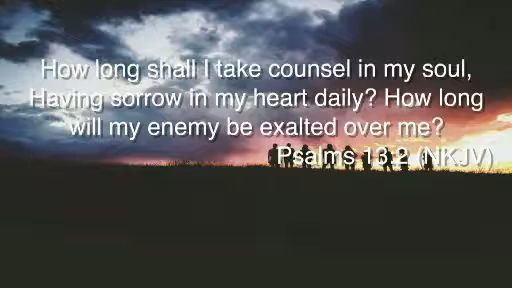 How long shall I take counsel in my soul,
Having sorrow in my heart daily? How long
will my enemy be exalted over me?
Psalms 13:2 (NKJV)